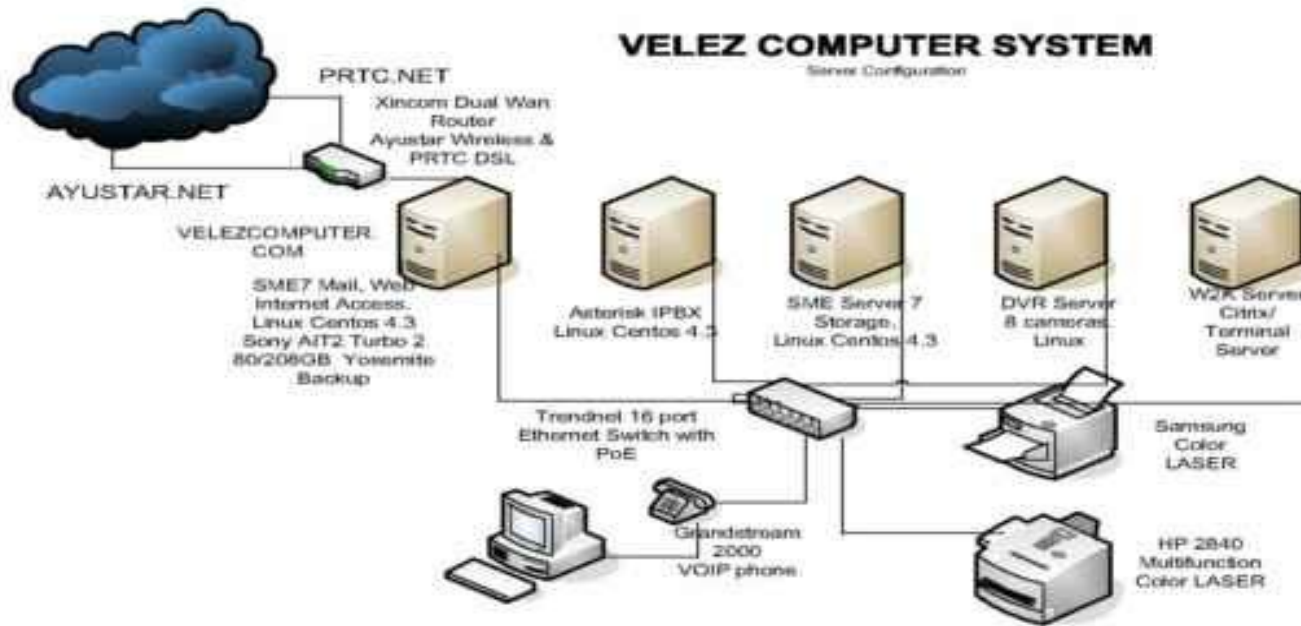 VELEZ COMPUTER SYSTEM
Server Configuration
PRTC.NET
Xincom Dual Wan
Router
Ayustar Wireless &
PRTC DSL
AYUSTAR.NET
VELEZCOMPUTER.
COM
SME7 Mail, Web
Internet Access.
Linux Centos 4.3
Sony AIT2 Turbo 2
80/208GB Yosemite
Backup
Asterisk IPBX
Linux Centos 4.3
SME Server 7
Storage,
Linux Centos 4.3
DVR Server
8 cameras
Linux
W2K Server
Citrix/
Terminal
Server
Trendnet 16 port
Ethernet Switch with
PoE
Samsung
Color
LASER
Grandstream
2000
VOIP phone
HP 2840
Multifunction
Color LASER